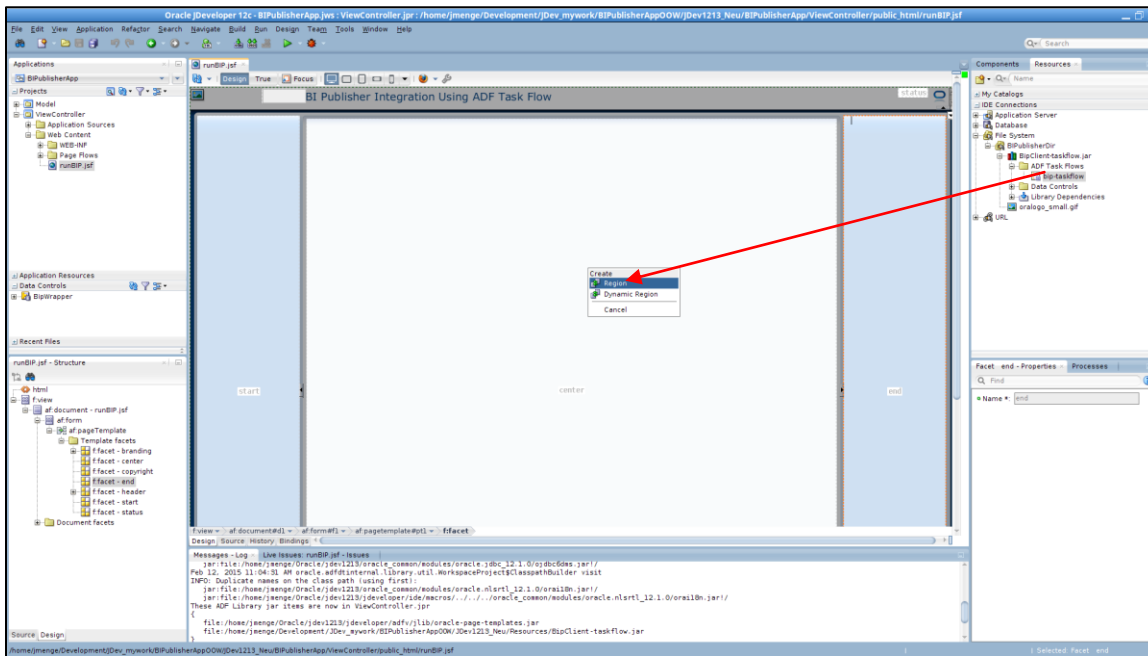 Oracle JDeveloper 12c - BIPublisherApp.jws : ViewController.jpr : /home/jmenge/Development/JDev_mywork/BIPublisherAppOOW/JDev1213_Neu/BIPublisherApp/ViewController/public_html/runBIP.jsf
File Edit View Application Refactor Search Navigate Build Run Design Team Tools Window Help
Search
Applications
BIPublisherApp
Projects
Model
ViewController
Application Sources
Web Content
WEB-INF
Page Flows
runBIP.jsf
Application Resources
Data Controls
BipWrapper
Recent Files
runBIP.jsf - Structure
html
f:view
af:document - runBIP.jsf
af:form
af:pageTemplate
Template facets
f:facet - branding
f:facet - center
f:facet - copyright
f:facet - end
f:facet - header
f:facet - start
f:facet - status
Document facets
Source Design
runBIP.jsf
Design True Focus
BI Publisher Integration Using ADF Task Flow
status
Create
Region
Dynamic Region
Cancel
start
center
end
f:view af:document#d1 af:form#f1 af:pagetemplate#pt1 f:facet
Design Source History Bindings
Messages - Log Live Issues: runBIP.jsf - Issues
jar:file:/home/jmenge/Oracle/jdev1213/oracle_common/modules/oracle.jdbc_12.1.0/ojdbc6dms.jar!/
Feb 12, 2015 11:04:31 AM oracle.adfdtinternal.library.util.WorkspaceProject$ClasspathBuilder visit
INFO: Duplicate names on the class path (using first):
jar:file:/home/jmenge/Oracle/jdev1213/oracle_common/modules/oracle.nlsrtl_12.1.0/orai18n.jar!/
jar:file:/home/jmenge/Oracle/jdev1213/jdeveloper/ide/macros/../../../oracle_common/modules/oracle.nlsrtl_12.1.0/orai18n.jar!/
These ADF Library jar items are now in ViewController.jpr
{
file:/home/jmenge/Oracle/jdev1213/jdeveloper/adfv/jlib/oracle-page-templates.jar
file:/home/jmenge/Development/JDev_mywork/BIPublisherAppOOW/JDev1213_Neu/Resources/BipClient-taskflow.jar
}
Components Resources
Name
My Catalogs
IDE Connections
Application Server
Database
File System
BIPublisherDir
BipClient-taskflow.jar
ADF Task Flows
bip-taskflow
Data Controls
Library Dependencies
oralogo_small.gif
URL
Facet end - Properties Processes
Find
Name *: end
/home/jmenge/Development/JDev_mywork/BIPublisherAppOOW/JDev1213_Neu/BIPublisherApp/ViewController/public_html/runBIP.jsf
Selected: Facet end